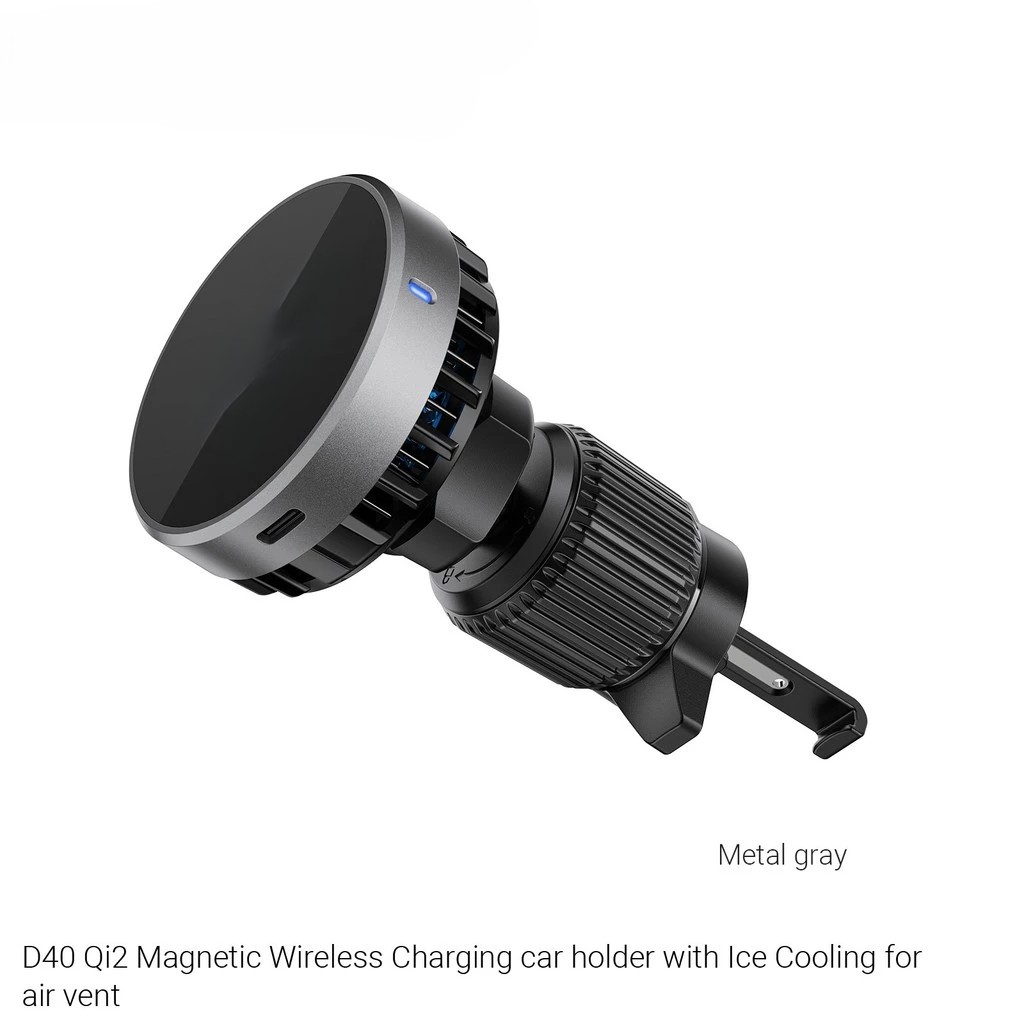 Metal gray
D40 Qi2 Magnetic Wireless Charging car holder with Ice Cooling for
air vent